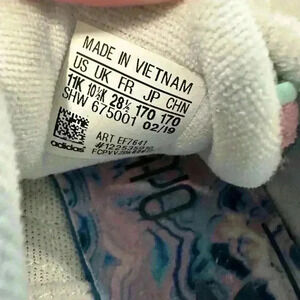 MADE IN VIETNAM
US UK FR JP CHN
11K 10½K 28½ 170 170
SHW 675001 02/19
ART EF7641
adidas